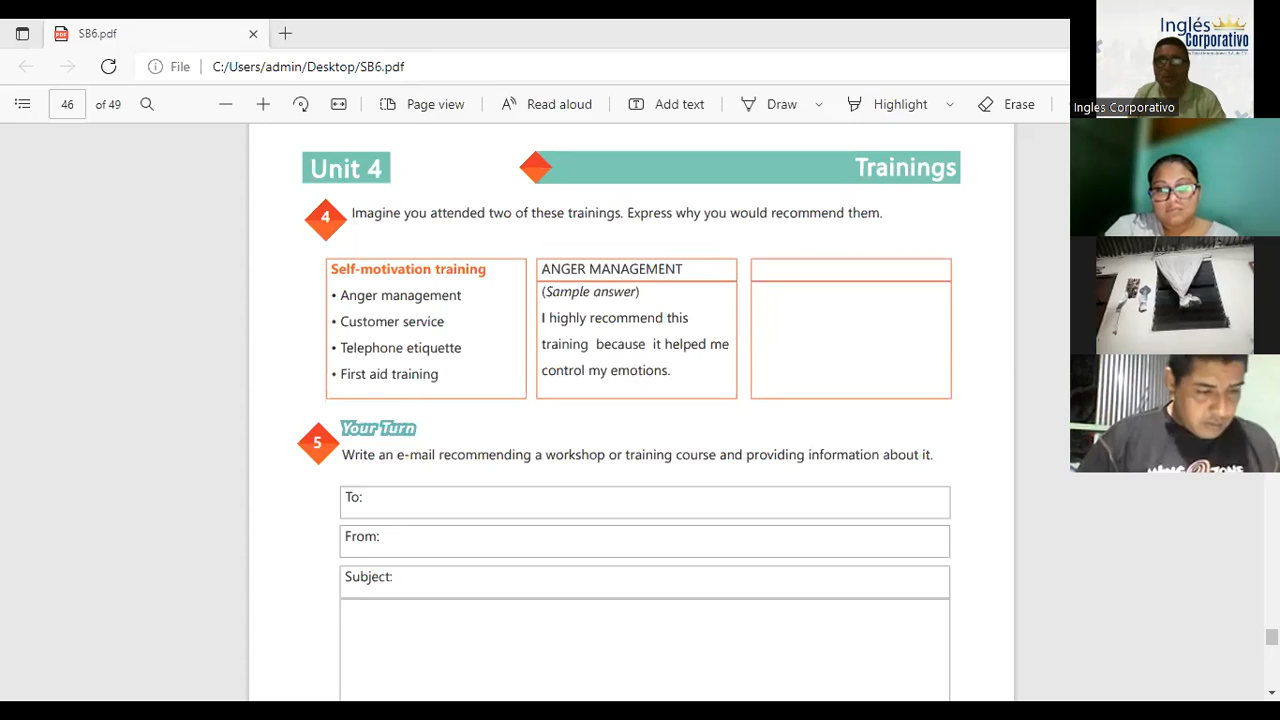 SB6.pdf
File C:/Users/admin/Desktop/SB6.pdf
46 of 49 Page view Read aloud Add text Draw Highlight Erase
Unit 4
Trainings
4 Imagine you attended two of these trainings. Express why you would recommend them.
Self-motivation training
• Anger management
• Customer service
• Telephone etiquette
• First aid training
ANGER MANAGEMENT
(Sample answer)
I highly recommend this
training because it helped me
control my emotions.
5 Your Turn
Write an e-mail recommending a workshop or training course and providing information about it.
To:
From:
Subject:
Inglés
Corporativo
Ingles Corporativo